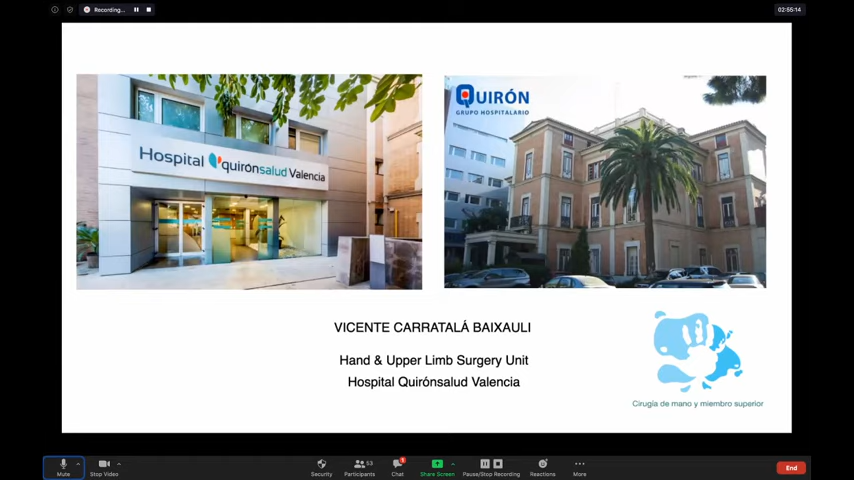 Recording...
02:55:14
Hospital quirónsalud Valencia
QUIRÓN
GRUPO HOSPITALARIO
VICENTE CARRATALÁ BAIXAULI
Hand & Upper Limb Surgery Unit
Hospital Quirónsalud Valencia
Cirugía de mano y miembro superior
Mute
Stop Video
Security
Participants
53
Chat
Share Screen
Pause/Stop Recording
Reactions
More
End